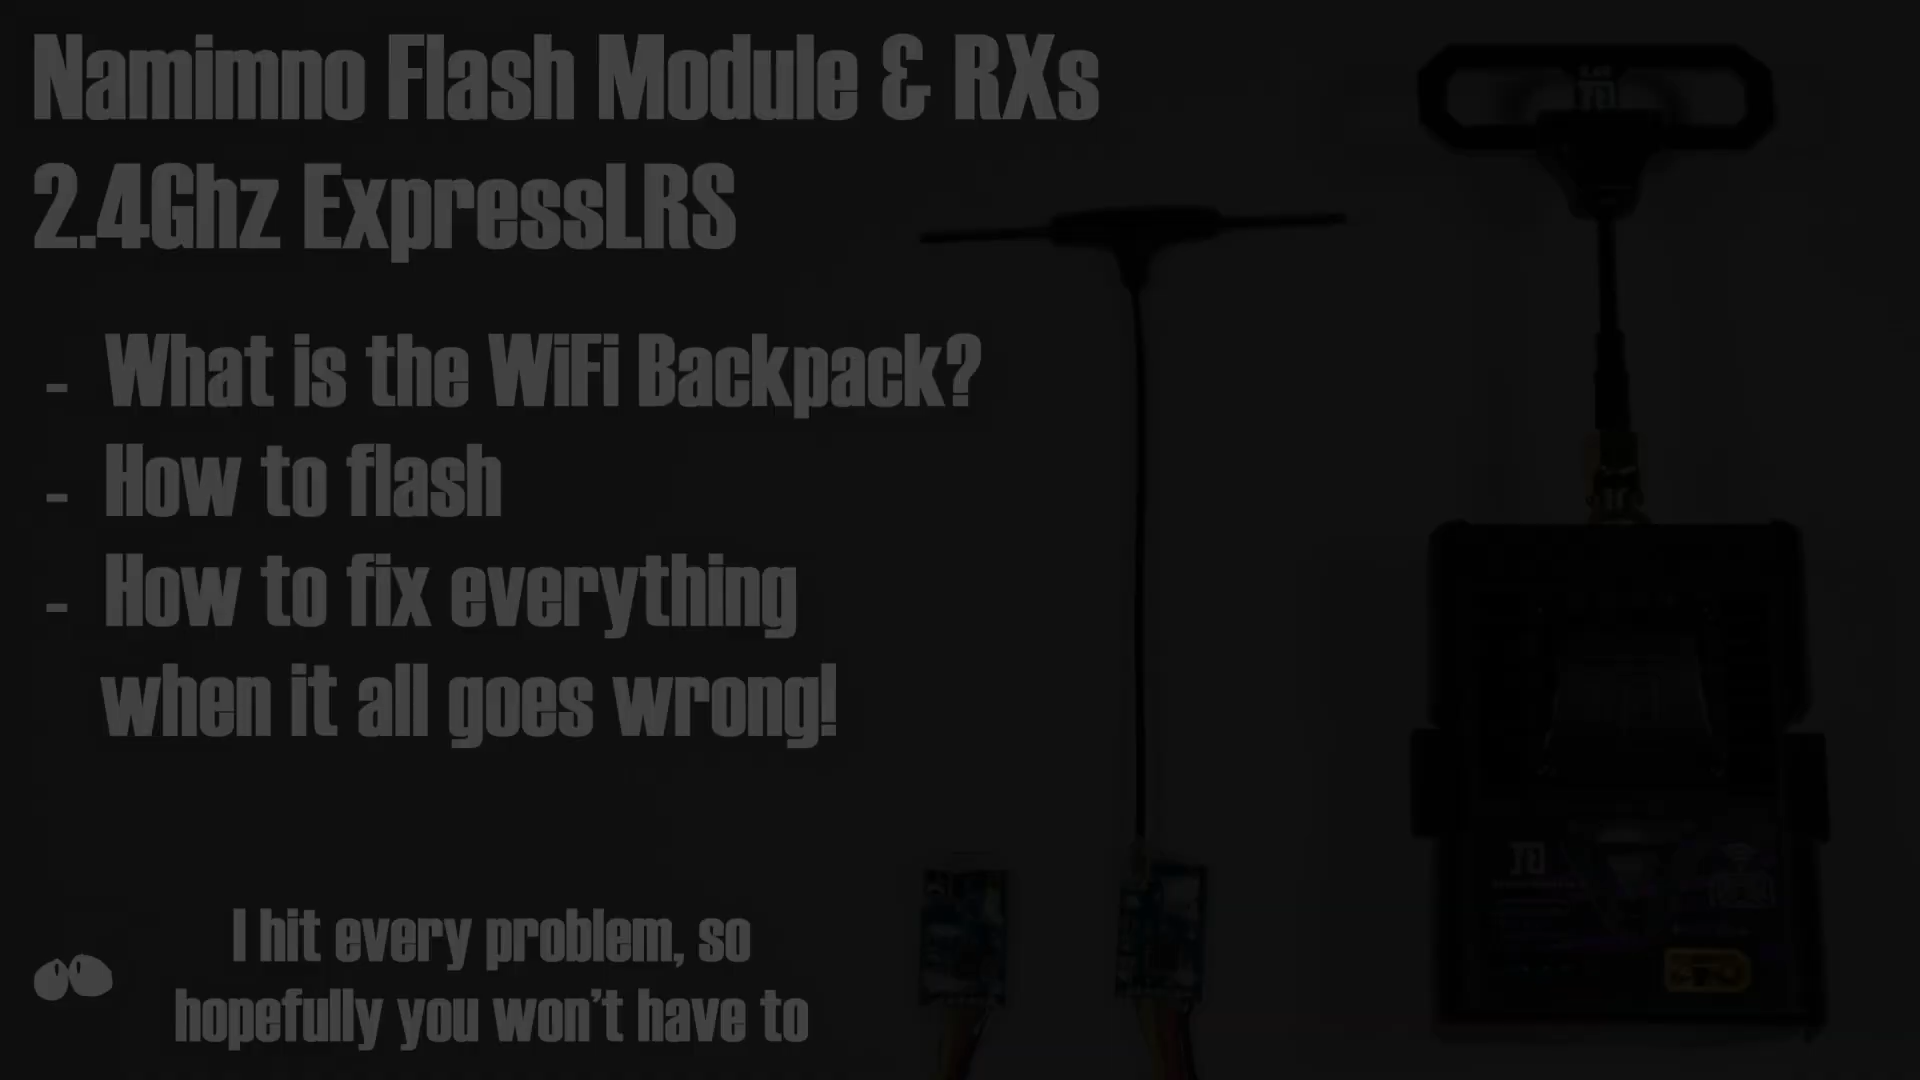 Namimno Flash Module & RXs
2.4Ghz ExpressLRS
- What is the WiFi Backpack?
- How to flash
- How to fix everything
when it all goes wrong!
I hit every problem, so
hopefully you won't have to